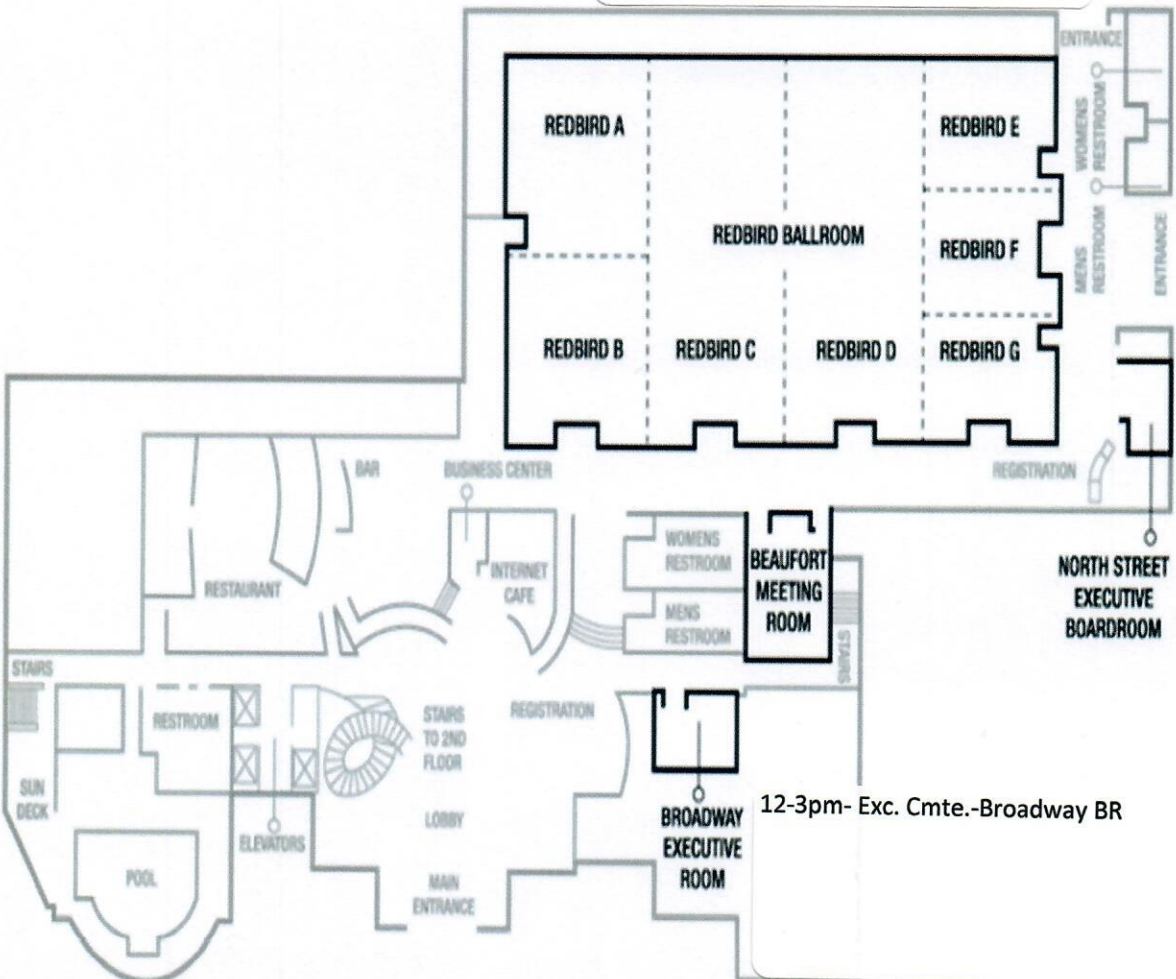 ENTRANCE
WOMENS
RESTROOM
MENS
RESTROOM
ENTRANCE
REDBIRD A
REDBIRD E
REDBIRD BALLROOM
REDBIRD F
REDBIRD B
REDBIRD C
REDBIRD D
REDBIRD G
BAR
BUSINESS CENTER
REGISTRATION
RESTAURANT
INTERNET
CAFE
WOMENS
RESTROOM
MENS
RESTROOM
BEAUFORT
MEETING
ROOM
STAIRS
NORTH STREET
EXECUTIVE
BOARDROOM
STAIRS
RESTROOM
STAIRS
TO 2ND
FLOOR
REGISTRATION
SUN
DECK
LOBBY
ELEVATORS
POOL
MAIN
ENTRANCE
BROADWAY
EXECUTIVE
ROOM
12-3pm- Exc. Cmte.-Broadway BR